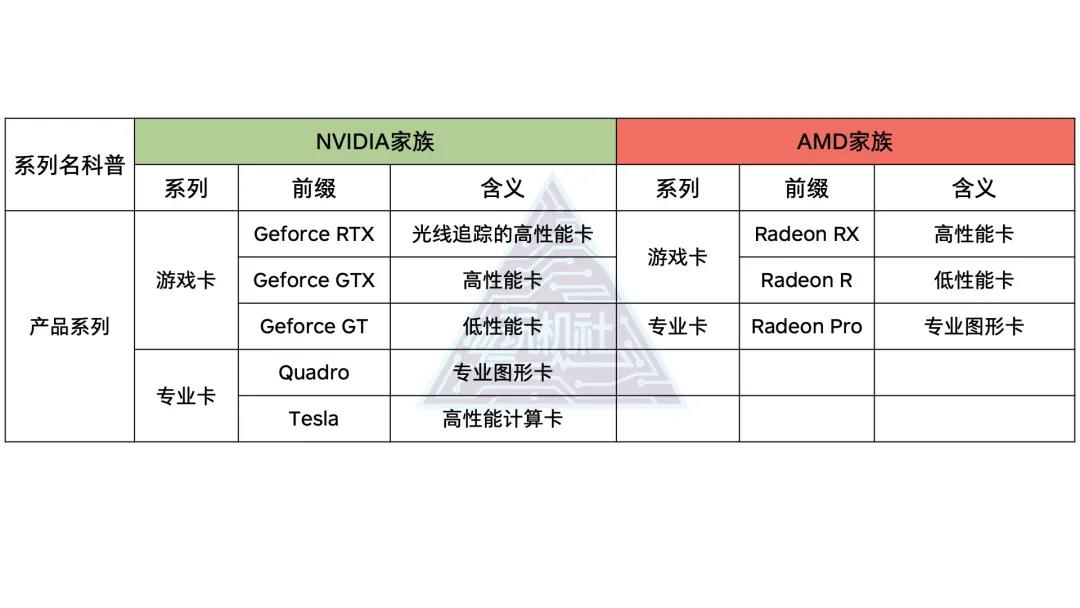 系列名科普
NVIDIA家族
AMD家族
系列 前缀 含义 系列 前缀 含义
产品系列
游戏卡
Geforce RTX 光线追踪的高性能卡
Geforce GTX 高性能卡
Geforce GT 低性能卡
专业卡
Quadro 专业图形卡
Tesla 高性能计算卡
游戏卡
Radeon RX 高性能卡
Radeon R 低性能卡
专业卡 Radeon Pro 专业图形卡
机社